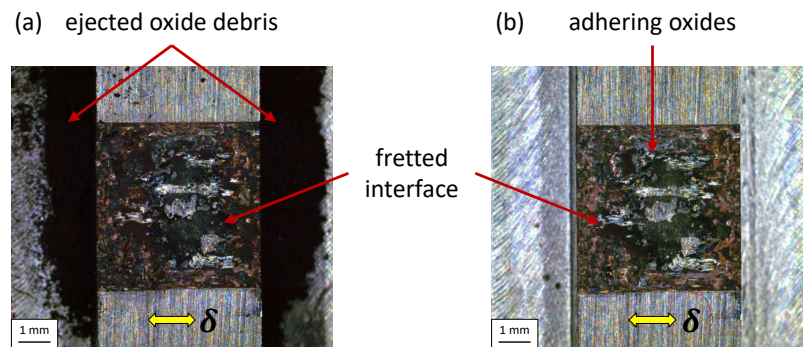 (a) ejected oxide debris
(b) adhering oxides
fretted
interface
δ
1 mm
δ
1 mm